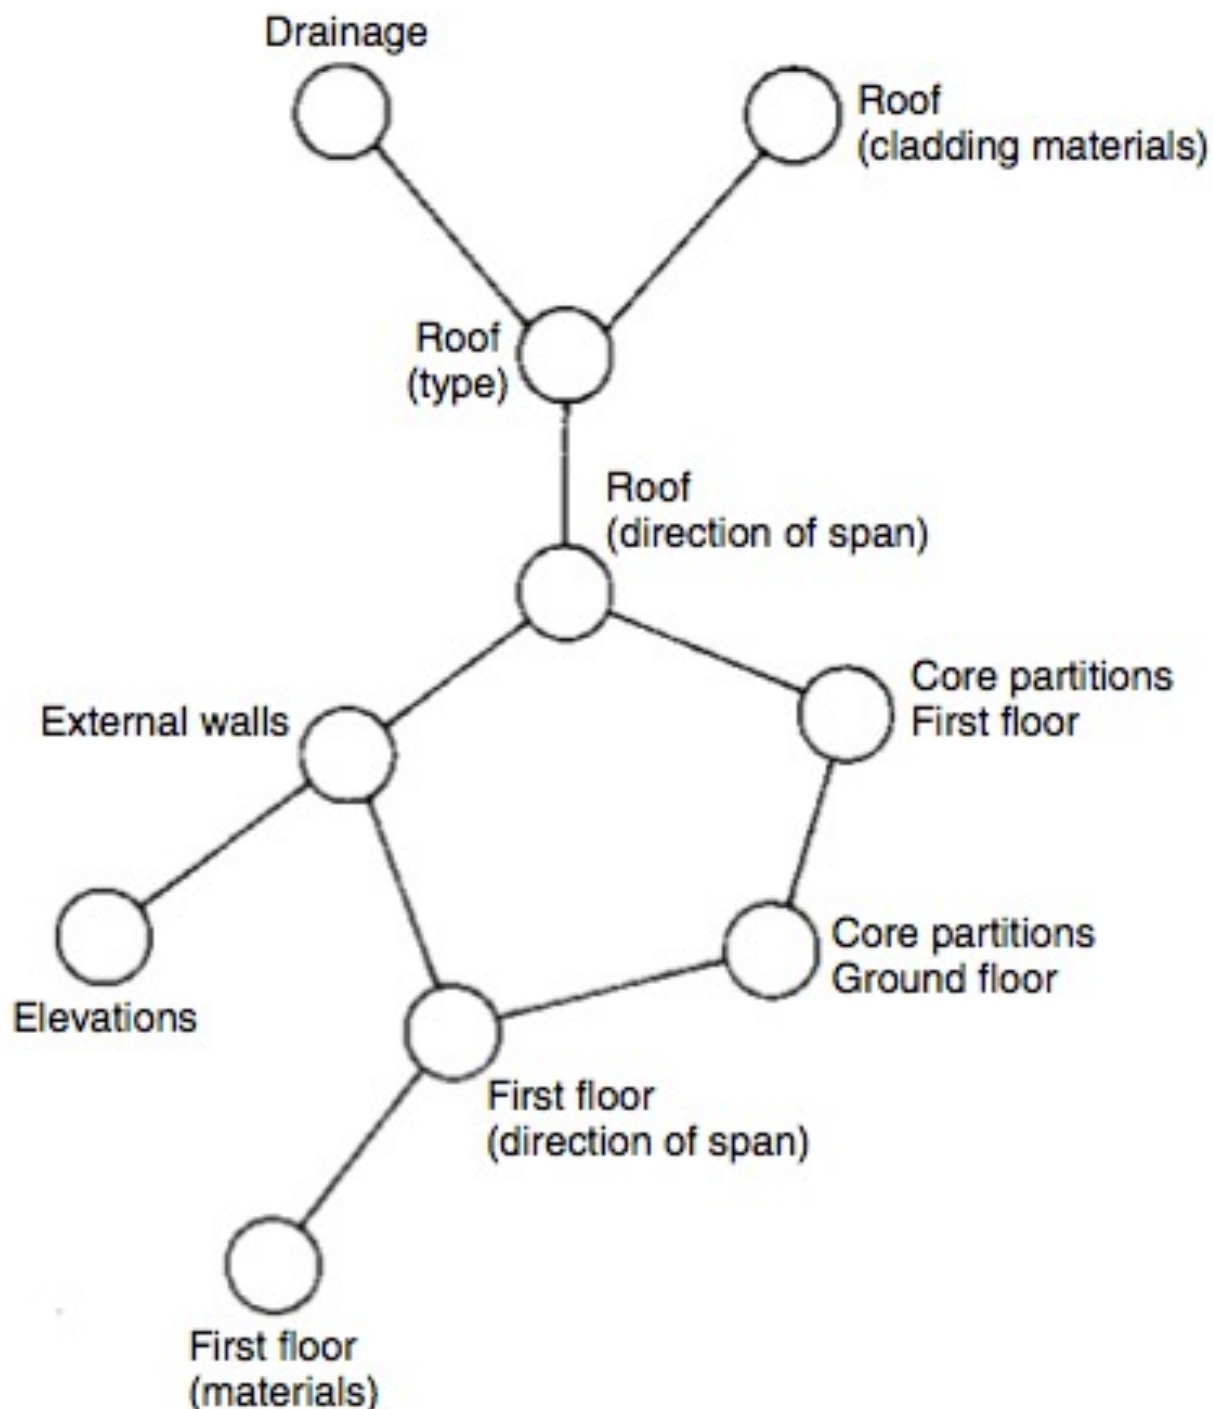 Drainage
Roof
(cladding materials)
Roof
(type)
Roof
(direction of span)
Core partitions
First floor
External walls
Core partitions
Ground floor
Elevations
First floor
(direction of span)
First floor
(materials)